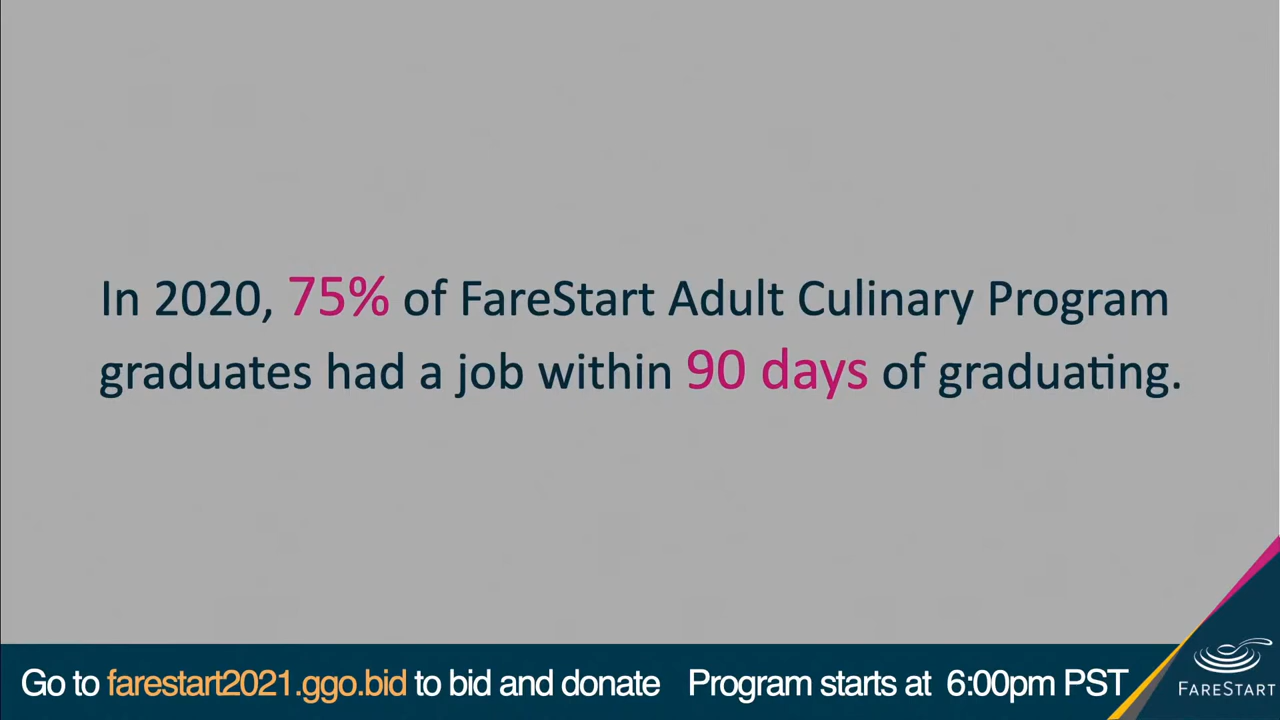 In 2020, 75% of FareStart Adult Culinary Program
graduates had a job within 90 days of graduating.
Go to farestart2021.ggo.bid to bid and donate Program starts at 6:00pm PST
FARESTART